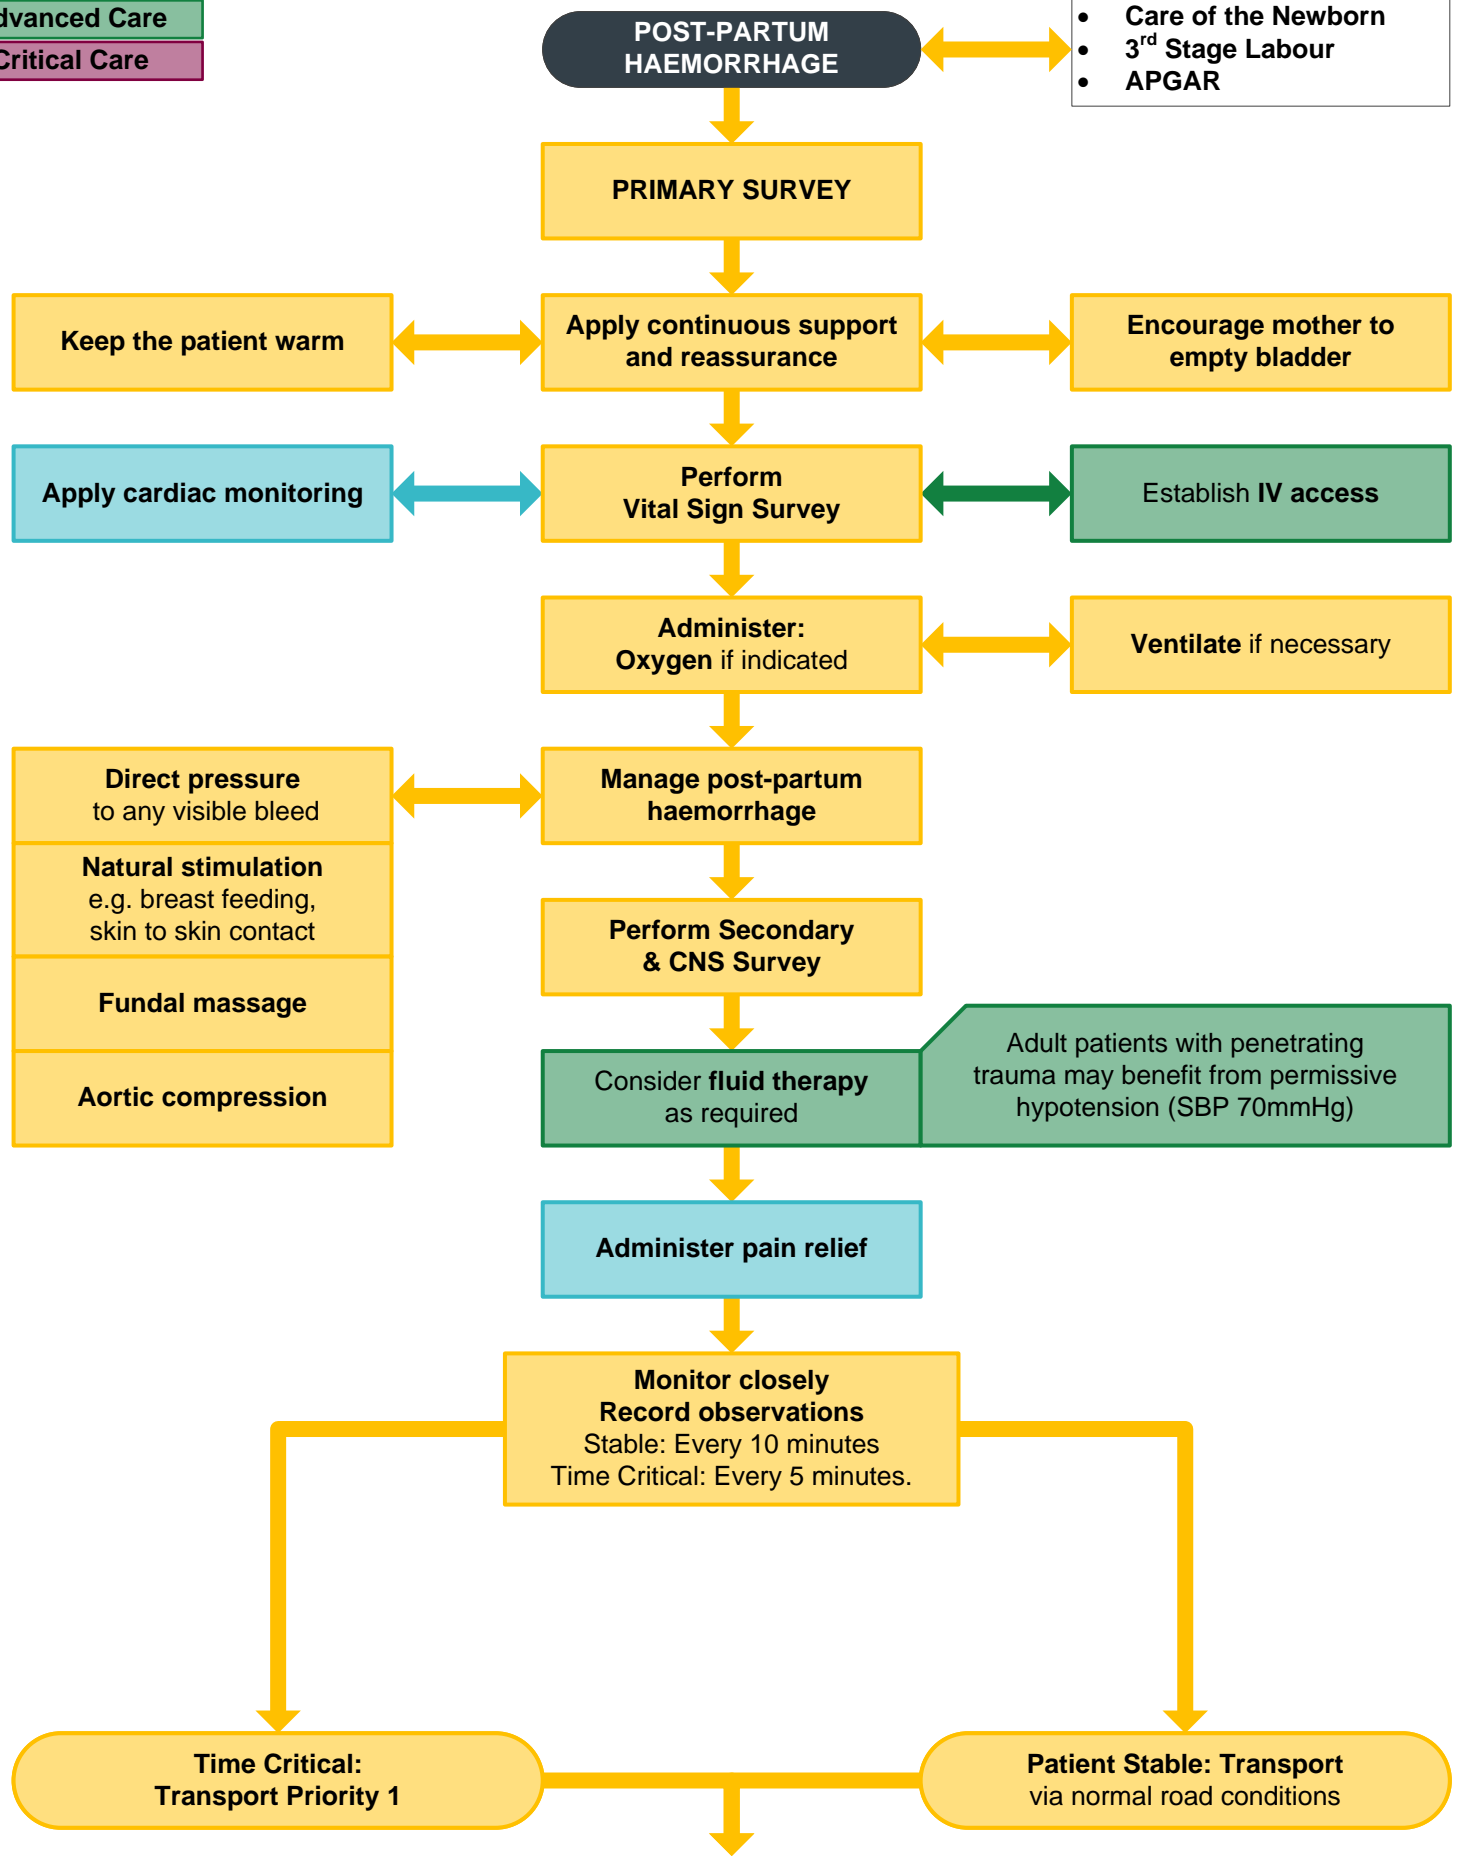 Advanced Care
Critical Care
POST-PARTUM
HAEMORRHAGE
• Care of the Newborn
• 3rd Stage Labour
• APGAR
PRIMARY SURVEY
Keep the patient warm
Apply continuous support
and reassurance
Encourage mother to
empty bladder
Apply cardiac monitoring
Perform
Vital Sign Survey
Establish IV access
Administer:
Oxygen if indicated
Ventilate if necessary
Direct pressure
to any visible bleed
Natural stimulation
e.g. breast feeding,
skin to skin contact
Fundal massage
Aortic compression
Manage post-partum
haemorrhage
Perform Secondary
& CNS Survey
Consider fluid therapy
as required
Adult patients with penetrating
trauma may benefit from permissive
hypotension (SBP 70mmHg)
Administer pain relief
Monitor closely
Record observations
Stable: Every 10 minutes
Time Critical: Every 5 minutes.
Time Critical:
Transport Priority 1
Patient Stable: Transport
via normal road conditions